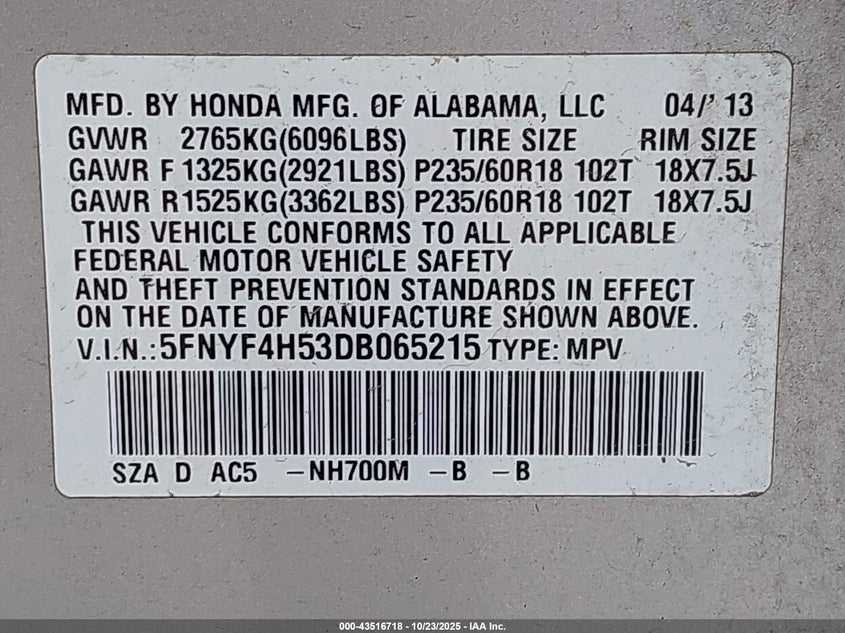 MFD. BY HONDA MFG. OF ALABAMA, LLC 04/' 13
GVWR 2765KG(6096LBS) TIRE SIZE RIM SIZE
GAWR F 1325KG(2921LBS) P235/60R18 102T 18X7.5J
GAWR R1525KG(3362LBS) P235/60R18 102T 18X7.5J
THIS VEHICLE CONFORMS TO ALL APPLICABLE
FEDERAL MOTOR VEHICLE SAFETY
AND THEFT PREVENTION STANDARDS IN EFFECT
ON THE DATE OF MANUFACTURE SHOWN ABOVE.
V.I.N.:5FNYF4H53DB065215 TYPE: MPV
SZA D AC5 -NH700M -B -B
000-43516718 - 10/23/2025 - IAA Inc.